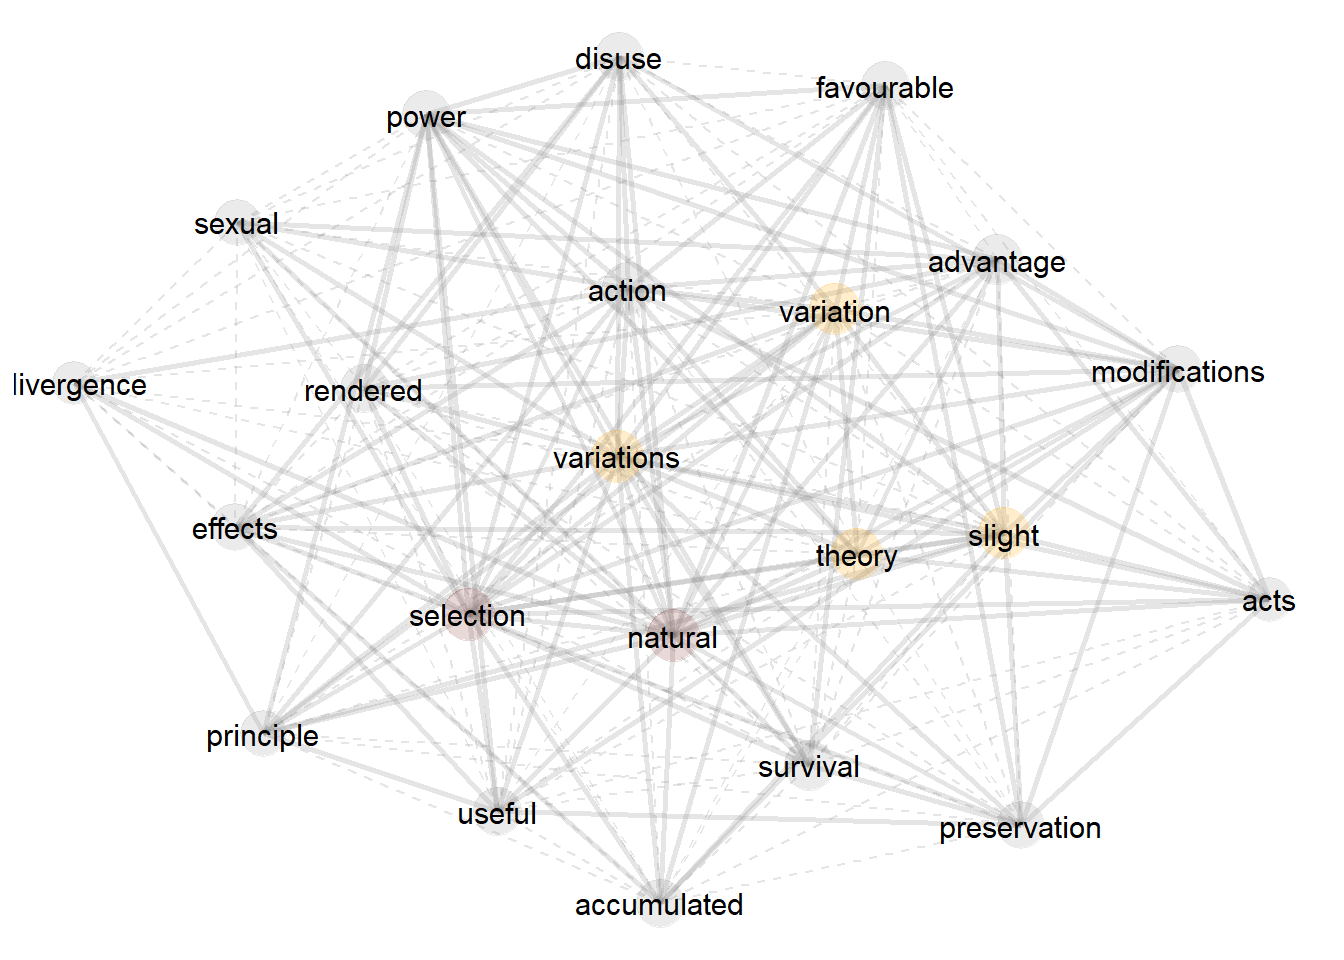 disuse
favourable
power
sexual
advantage
action
variation
modifications
livergence
rendered
variations
effects
slight
theory
acts
selection
natural
principle
survival
useful
preservation
accumulated